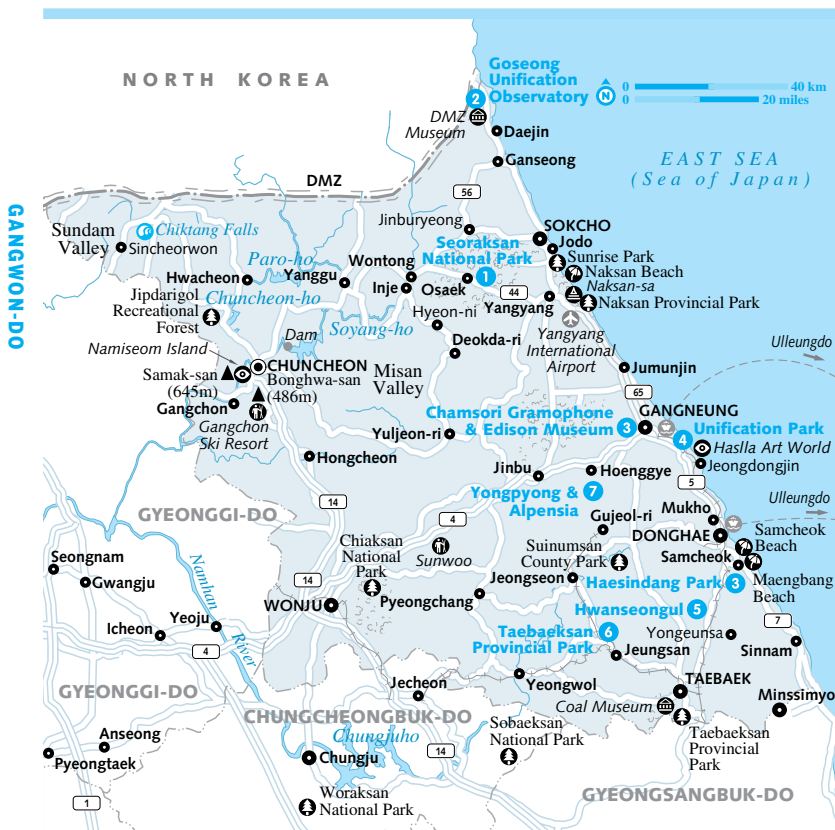 GANGWON-DO
NORTH KOREA
Goseong
Unification
Observatory
N
0 40 km
0 20 miles
2
DMZ
Museum
Daejin
Ganseong
EAST SEA
(Sea of Japan)
DMZ
56
Jinburyeong
SOKCHO
Jodo
Sundam
Valley
Chiktang Falls
Sincheorwon
Seoraksan
National Park
1
Sunrise Park
Naksan Beach
Naksan-sa
Naksan Provincial Park
Paro-ho
Wontong
Hwacheon
Yanggu
Inje
Osaek
44
Yangyang
Chuncheon-ho
Jipdarigol
Recreational
Forest
Hyeon-ni
Soyang-ho
Yangyang
International
Airport
Namiseom Island
Dam
Deokda-ri
Ulleungdo
CHUNCHEON
Samak-san
(645m)
Bonghwa-san
(486m)
Misan
Valley
Jumunjin
65
Gangchon
Gangchon
Ski Resort
Chamsori Gramophone
& Edison Museum
3
GANGNEUNG
4
Unification Park
Haslla Art World
Jeongdongjin
Yuljeon-ri
Hongcheon
Jinbu
Hoenggye
5
Yongpyong &
Alpensia
7
14
Ulleungdo
GYEONGGI-DO
4
Gujeol-ri
Mukho
DONGHAE
Samcheok
Beach
Chiaksan
National
Park
Sunwoo
Suinumsan
County Park
Samcheok
Maengbang
Beach
Seongnam
Gwangju
Namhan
River
14
Jeongseon
Haesindang Park
3
WONJU
Pyeongchang
Hwanseongul
5
Icheon
Yeoju
4
Taebaeksan
Provincial Park
6
Yongeunsa
7
Sinnam
Jeungsan
GYEONGGI-DO
Jecheon
Yeongwol
TAEBAEK
Minssimyo
CHUNGCHEONGBUK-DO
Coal Museum
Sobaeksan
National Park
Taebaeksan
Provincial
Park
Chungjuho
Anseong
Pyeongtaek
Chungju
14
GYEONGSANGBUK-DO
Woraksan
National Park
1